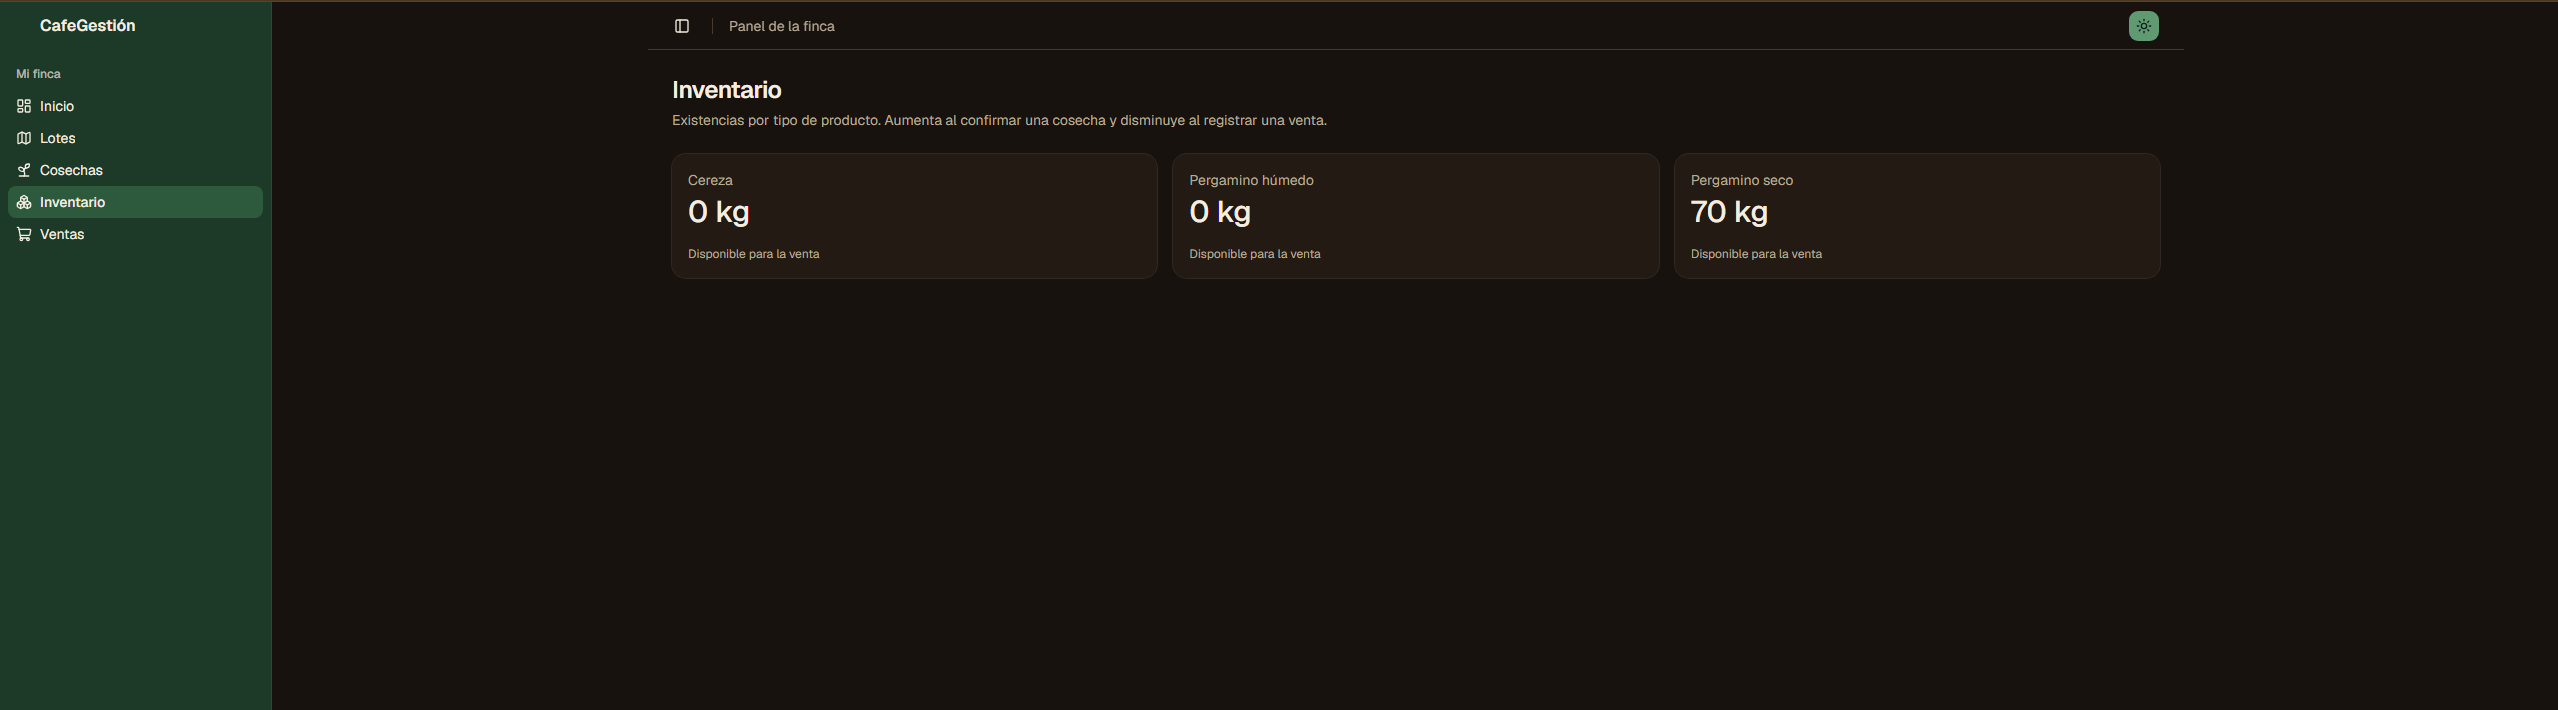 CafeGestión
Mi finca
Inicio
Lotes
Cosechas
Inventario
Ventas
Panel de la finca
Inventario
Existencias por tipo de producto. Aumenta al confirmar una cosecha y disminuye al registrar una venta.
Cereza
0 kg
Disponible para la venta
Pergamino húmedo
0 kg
Disponible para la venta
Pergamino seco
70 kg
Disponible para la venta